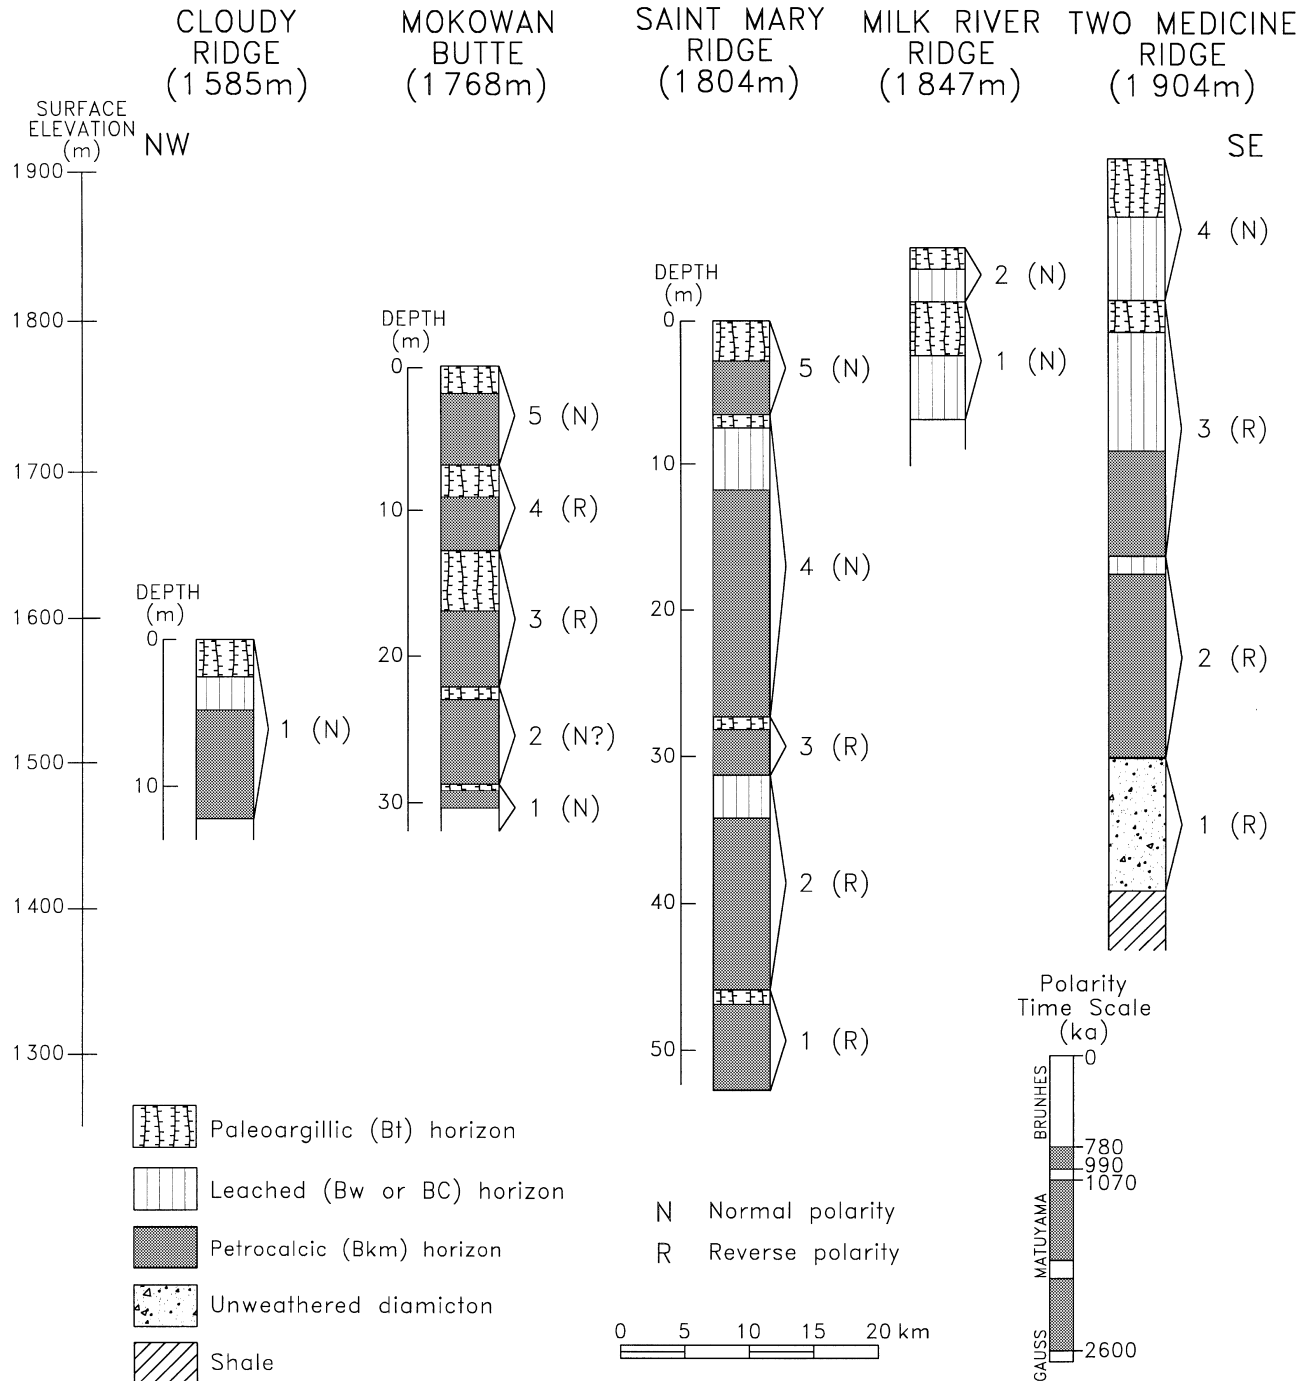 CLOUDY
RIDGE
(1585m)
MOKOWAN
BUTTE
(1768m)
SAINT MARY
RIDGE
(1804m)
MILK RIVER
RIDGE
(1847m)
TWO MEDICINE
RIDGE
(1904m)
SURFACE
ELEVATION
(m)
NW
SE
1900
1800
1700
1600
1500
1400
1300
DEPTH
(m)
0
10
1 (N)
DEPTH
(m)
0
10
20
30
5 (N)
4 (R)
3 (R)
2 (N?)
1 (N)
DEPTH
(m)
0
10
20
30
40
50
5 (N)
4 (N)
3 (R)
2 (R)
1 (R)
2 (N)
1 (N)
4 (N)
3 (R)
2 (R)
1 (R)
Paleoargillic (Bt) horizon
Leached (Bw or BC) horizon
Petrocalcic (Bkm) horizon
Unweathered diamicton
Shale
N Normal polarity
R Reverse polarity
0 5 10 15 20 km
Polarity
Time Scale
(ka)
0
780
990
1070
2600
BRUNHES
MATUYAMA
GAUSS